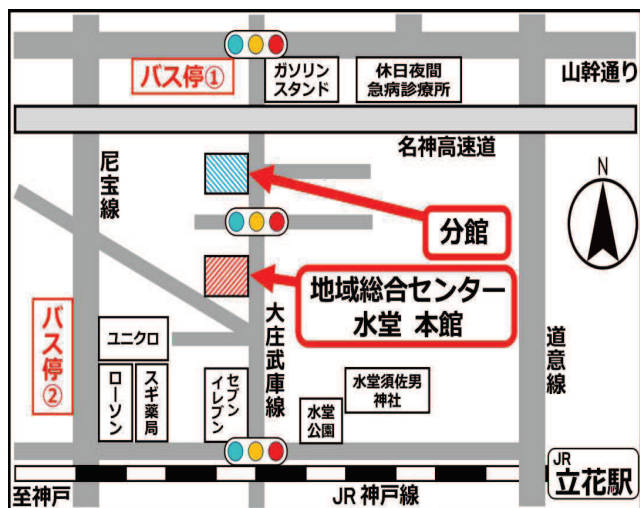 バス停①
ガソリン
スタンド
休日夜間
急病診療所
山幹通り
名神高速道
尼宝線
N
分館
地域総合センター
水堂 本館
バス停②
ユニクロ
ローソン
スギ薬局
セブン
イレブン
大庄武庫線
水堂
公園
水堂須佐男
神社
道意線
JR
立花駅
至神戸
JR 神戸線